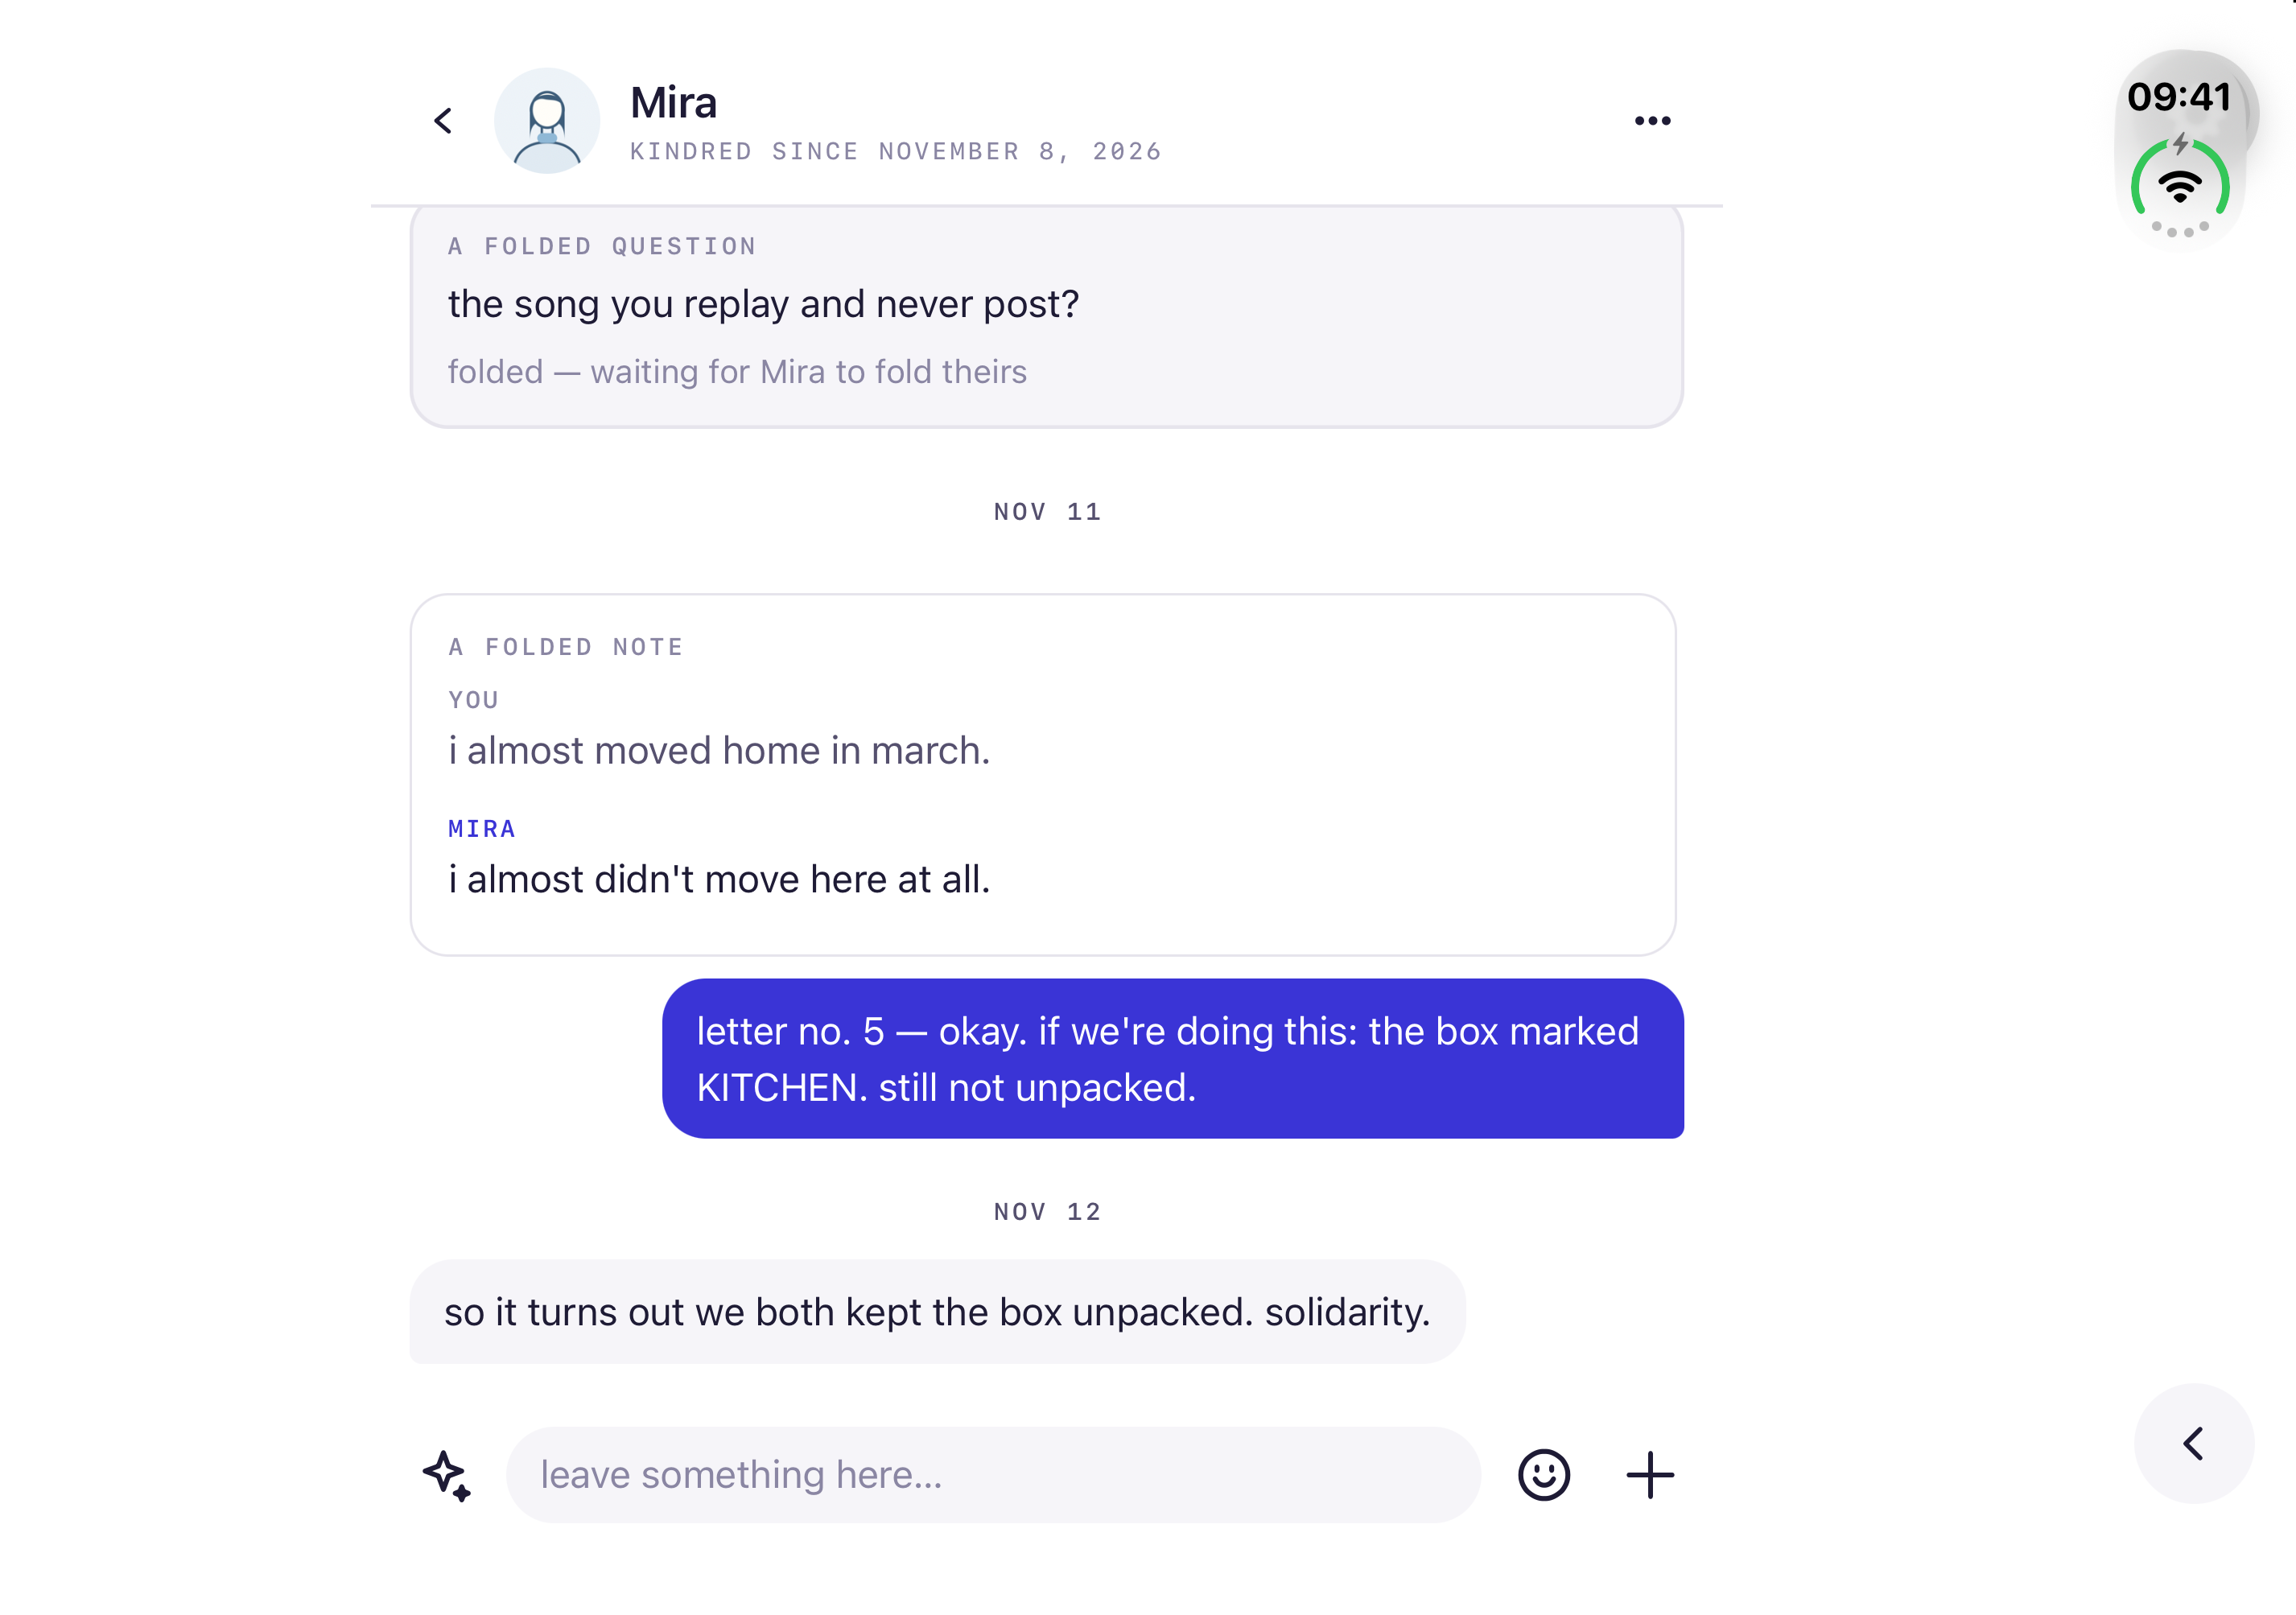 09:41
Mira
KINDRED SINCE NOVEMBER 8, 2026
A FOLDED QUESTION
the song you replay and never post?
folded — waiting for Mira to fold theirs
NOV 11
A FOLDED NOTE
YOU
i almost moved home in march.
MIRA
i almost didn't move here at all.
letter no. 5 — okay. if we're doing this: the box marked
KITCHEN. still not unpacked.
NOV 12
so it turns out we both kept the box unpacked. solidarity.
leave something here...